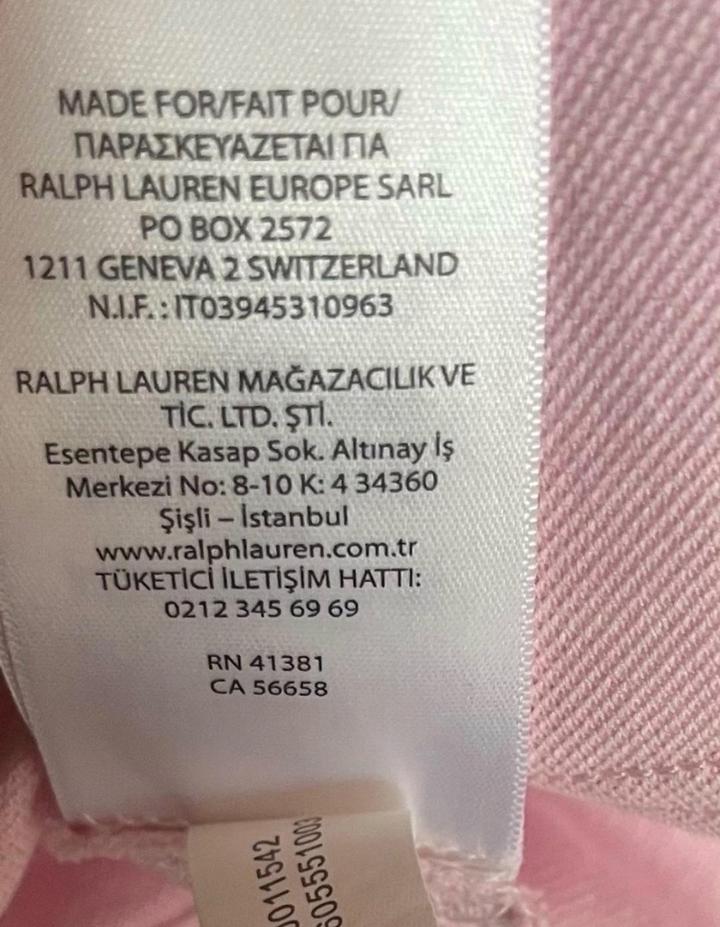 MADE FOR/FAIT POUR/
ΠΑΡΑΣΚΕΥΑΖΕΤΑΙ ΓΙΑ
RALPH LAUREN EUROPE SARL
PO BOX 2572
1211 GENEVA 2 SWITZERLAND
N.I.F. : IT03945310963
RALPH LAUREN MAĞAZACILIK VE
TİC. LTD. ŞTİ.
Esentepe Kasap Sok. Altınay İş
Merkezi No: 8-10 K: 4 34360
Şişli – İstanbul
www.ralphlauren.com.tr
TÜKETİCİ İLETİŞİM HATTI:
0212 345 69 69
RN 41381
CA 56658